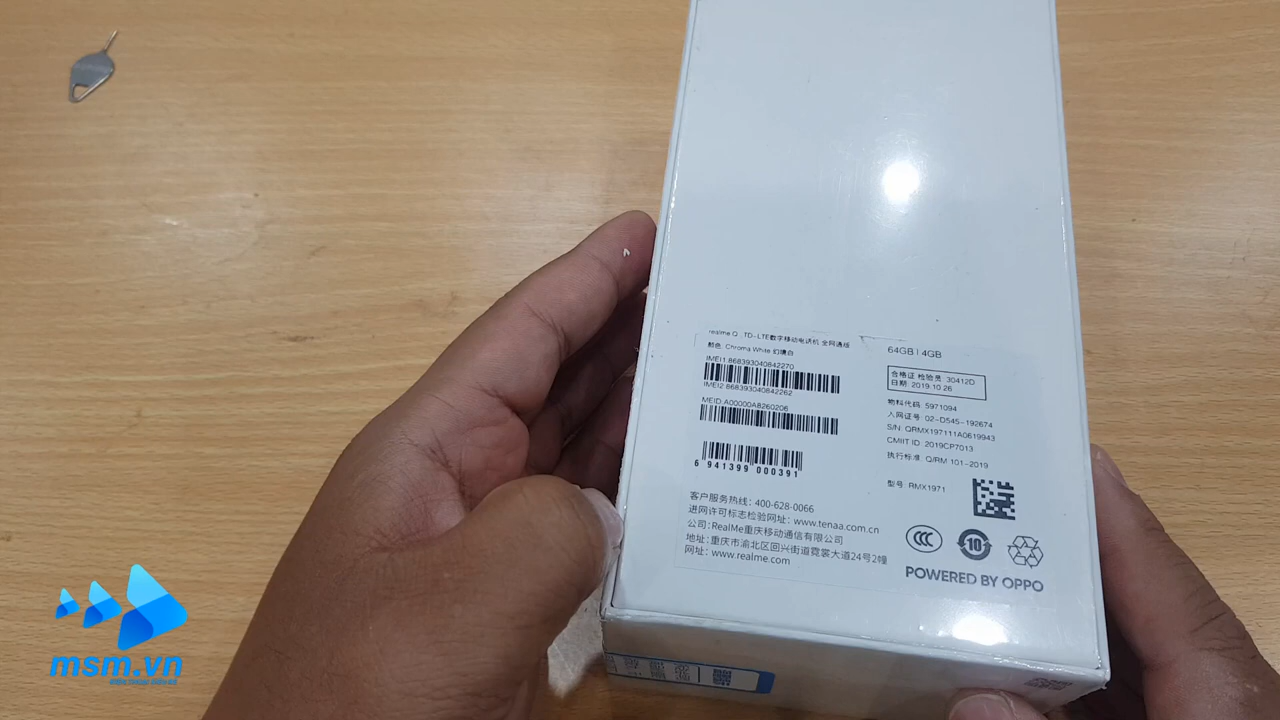 realme Q TD-LTE数字移动电话机 全网通版
颜色: Chroma White 幻镜白
IMEI1:868393040842270
IMEI2:868393040842262
MEID:A00000A8260206
6 941399 000391
客户服务热线: 400-628-0066
进网许可标志检验网址: www.tenaa.com.cn
公司:RealMe重庆移动通信有限公司
地址:重庆市渝北区回兴街道霓裳大道24号2幢
网址: www.realme.com
64GB | 4GB
合格证 检验员 30412D
日期: 2019.10.26
物料代码: 5971094
入网证号: 02-D545-192674
S/N: QRMX197111A0619943
CMIIT ID: 2019CP7013
执行标准: Q/RM 101-2019
型号: RMX1971
CCC
10
POWERED BY OPPO
msm.vn